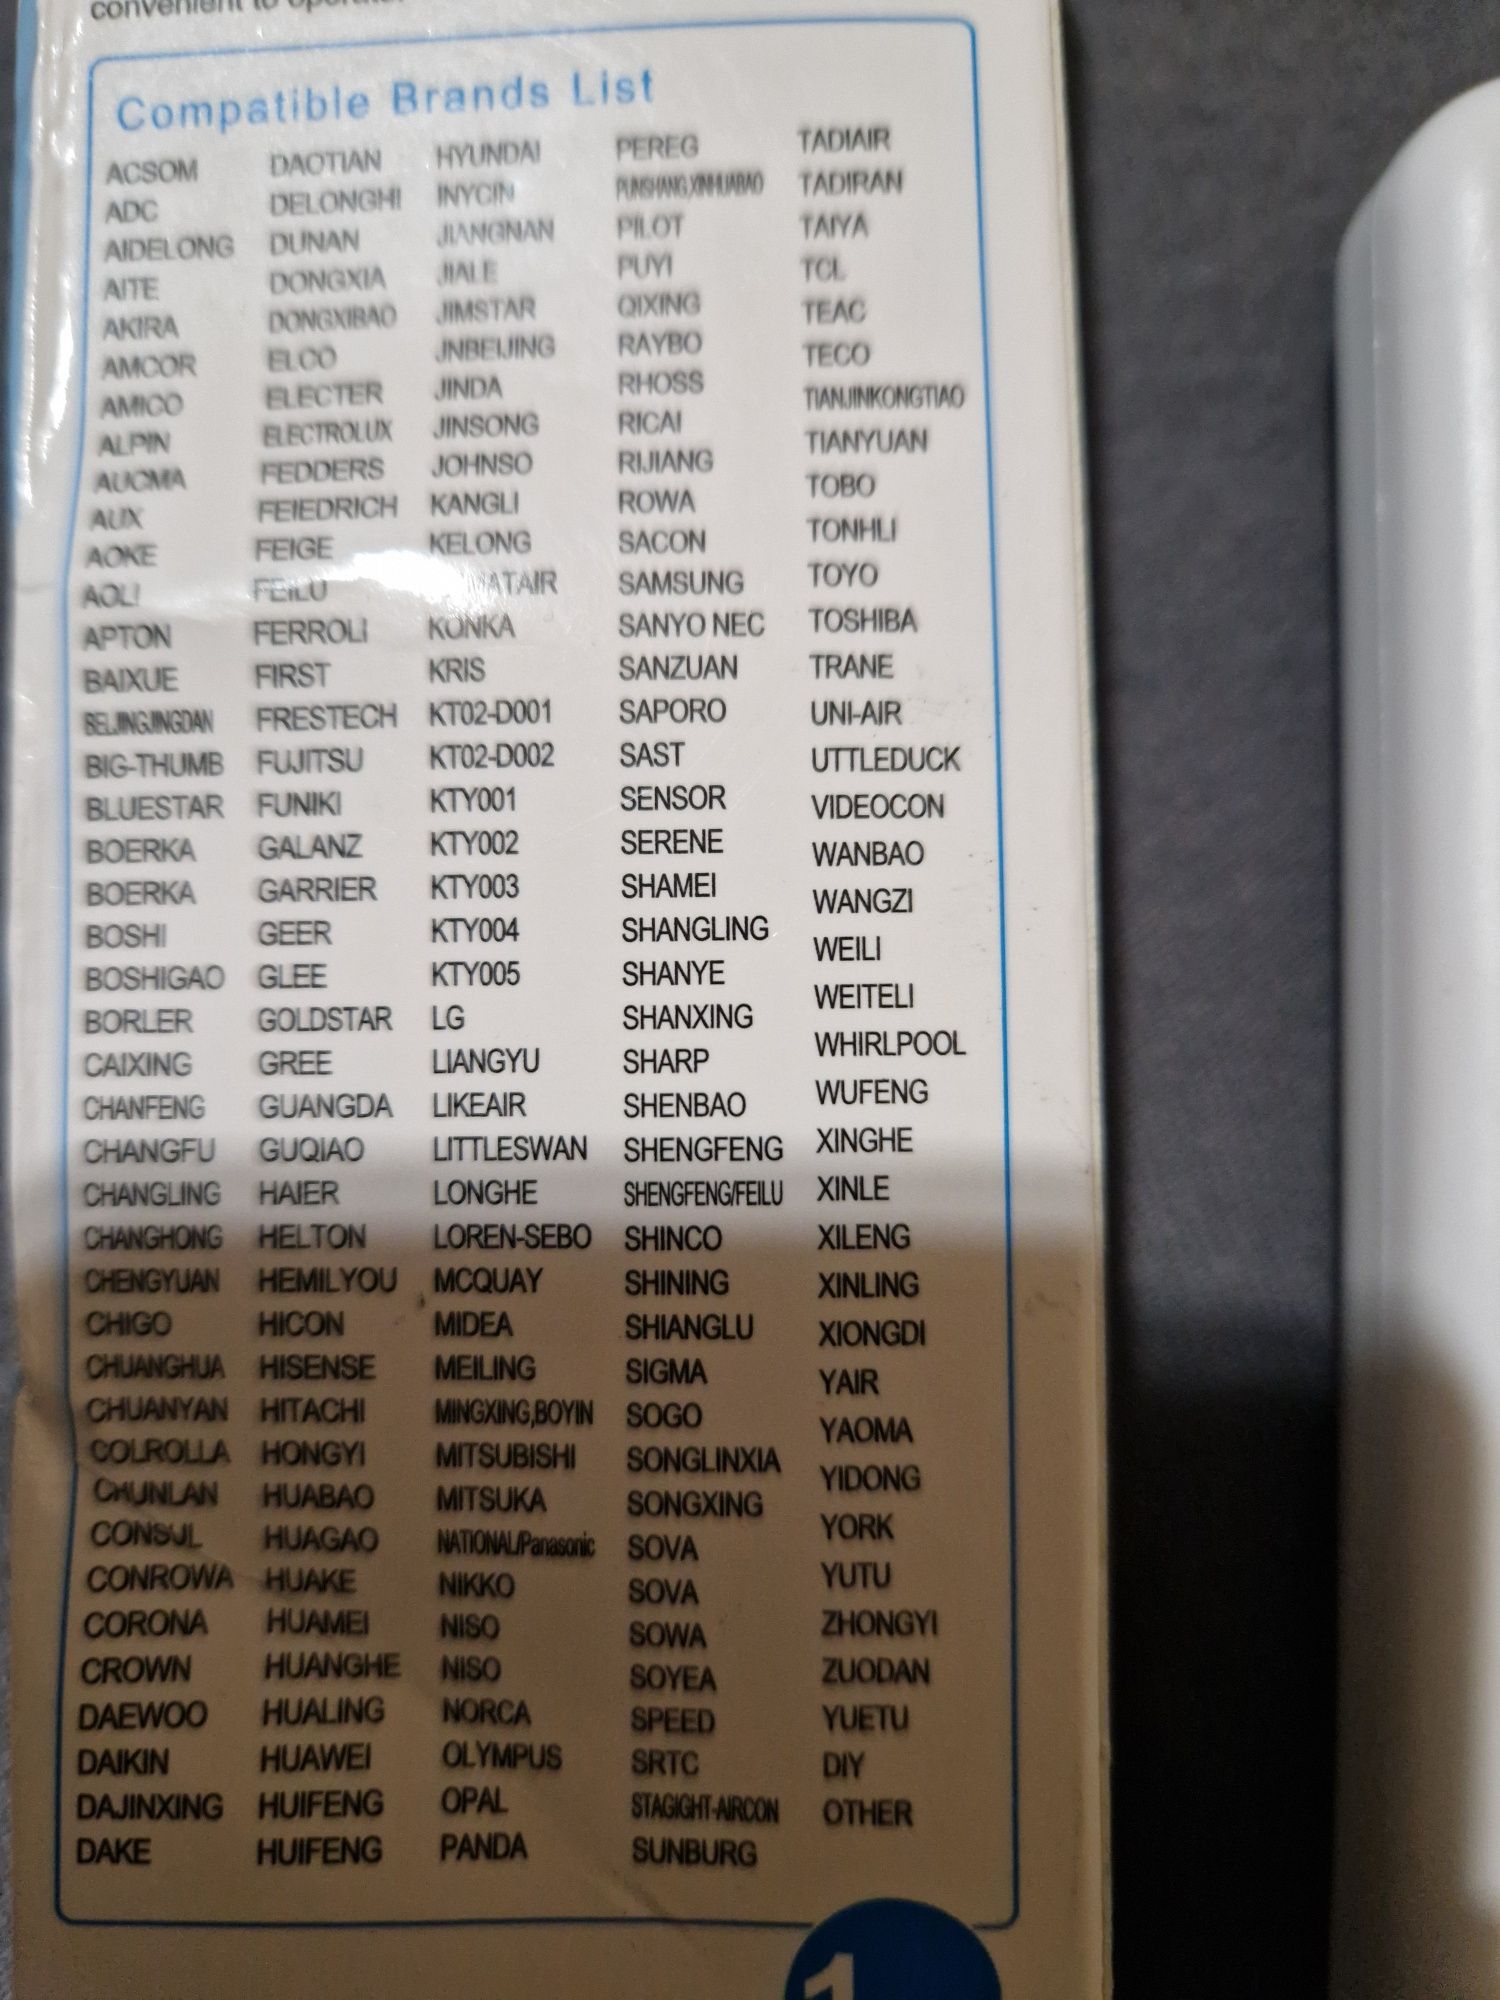 convenient to operate.
Compatible Brands List
ACSOM
ADC
AIDELONG
AITE
AKIRA
AMCOR
AMICO
ALPIN
AUCMA
AUX
AOKE
AOLI
APTON
BAIXUE
BEIJINGJINGDAN
BIG-THUMB
BLUESTAR
BOERKA
BOERKA
BOSHI
BOSHIGAO
BORLER
CAIXING
CHANFENG
CHANGFU
CHANGLING
CHANGHONG
CHENGYUAN
CHIGO
CHUANGHUA
CHUANYAN
COLROLLA
CHUNLAN
CONSUL
CONROWA
CORONA
CROWN
DAEWOO
DAIKIN
DAJINXING
DAKE
DAOTIAN
DELONGHI
DUNAN
DONGXIA
DONGXIBAO
ELCO
ELECTER
ELECTROLUX
FEDDERS
FEIEDRICH
FEIGE
FEILU
FERROLI
FIRST
FRESTECH
FUJITSU
FUNIKI
GALANZ
GARRIER
GEER
GLEE
GOLDSTAR
GREE
GUANGDA
GUQIAO
HAIER
HELTON
HEMILYOU
HICON
HISENSE
HITACHI
HONGYI
HUABAO
HUAGAO
HUAKE
HUAMEI
HUANGHE
HUALING
HUAWEI
HUIFENG
HUIFENG
HYUNDAI
INYCIN
JIANGNAN
JIALE
JIMSTAR
JNBEIJING
JINDA
JINSONG
JOHNSO
KANGLI
KELONG
KONKA
KRIS
KT02-D001
KT02-D002
KTY001
KTY002
KTY003
KTY004
KTY005
LG
LIANGYU
LIKEAIR
LITTLESWAN
LONGHE
LOREN-SEBO
MCQUAY
MIDEA
MEILING
MINGXING,BOYIN
MITSUBISHI
MITSUKA
NATIONAL/Panasonic
NIKKO
NISO
NISO
NORCA
OLYMPUS
OPAL
PANDA
PEREG
PILOT
PUYI
QIXING
RAYBO
RHOSS
RICAI
RIJIANG
ROWA
SACON
SAMSUNG
SANYO NEC
SANZUAN
SAPORO
SAST
SENSOR
SERENE
SHAMEI
SHANGLING
SHANYE
SHANXING
SHARP
SHENBAO
SHENGFENG
SHENGFENG/FEILU
SHINCO
SHINING
SHIANGLU
SIGMA
SOGO
SONGLINXIA
SONGXING
SOVA
SOVA
SOWA
SOYEA
SPEED
SRTC
STAGIGHT-AIRCON
SUNBURG
TADIAIR
TADIRAN
TAIYA
TCL
TEAC
TECO
TIANJINKONGTIAO
TIANYUAN
TOBO
TONHLI
TOYO
TOSHIBA
TRANE
UNI-AIR
UTTLEDUCK
VIDEOCON
WANBAO
WANGZI
WEILI
WEITELI
WHIRLPOOL
WUFENG
XINGHE
XINLE
XILENG
XINLING
XIONGDI
YAIR
YAOMA
YIDONG
YORK
YUTU
ZHONGYI
ZUODAN
YUETU
DIY
OTHER
1